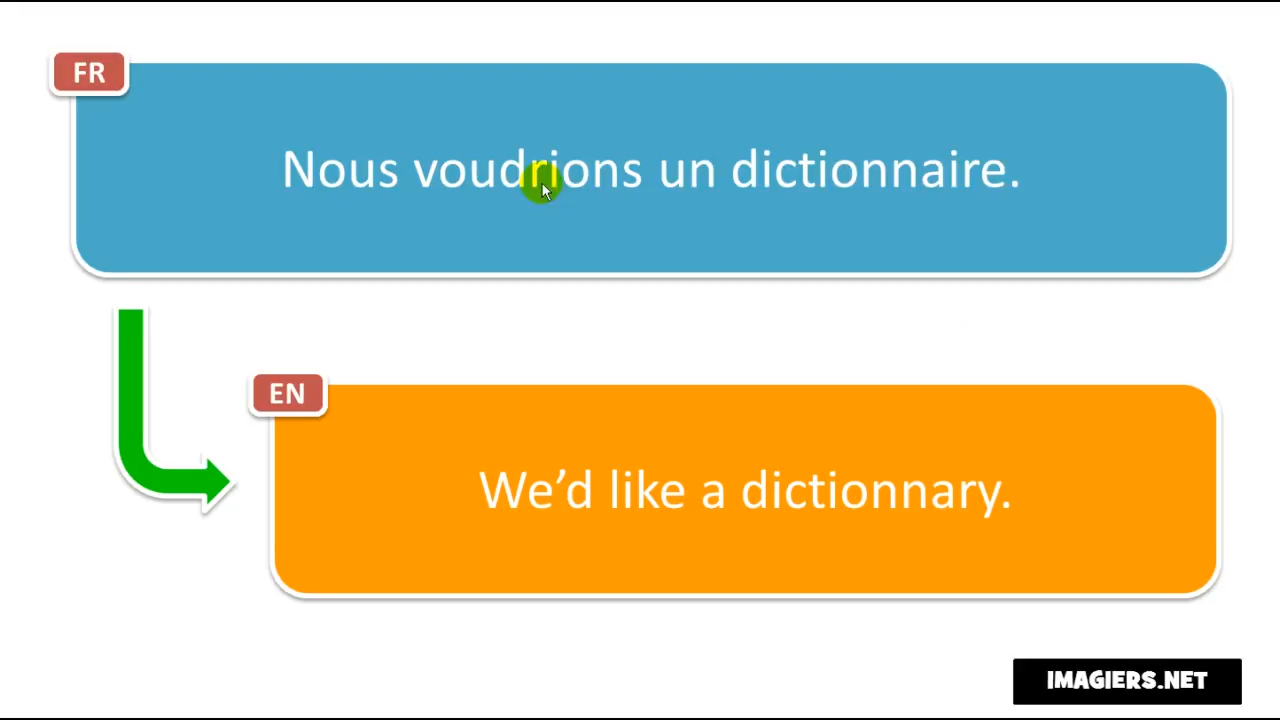 FR
Nous voudrions un dictionnaire.
EN
We’d like a dictionnary.
IMAGIERS.NET